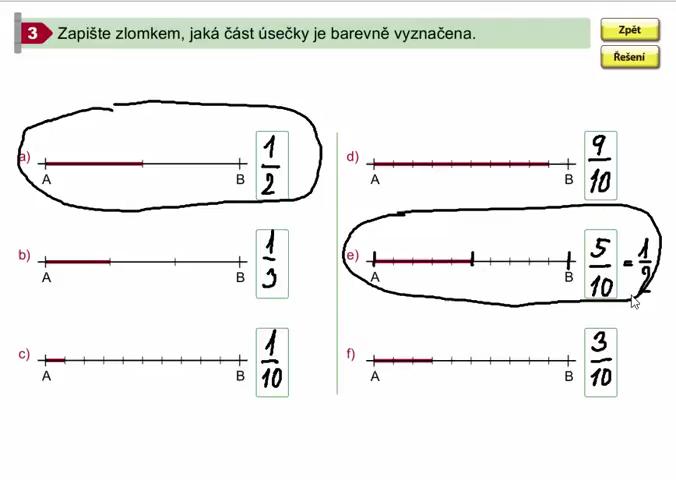 3 Zapište zlomkem, jaká část úsečky je barevně vyznačena.
Zpět
Řešení
a) A B 1/2
b) A B 1/3
c) A B 1/10
d) A B 9/10
e) A B 5/10 = 1/2
f) A B 3/10